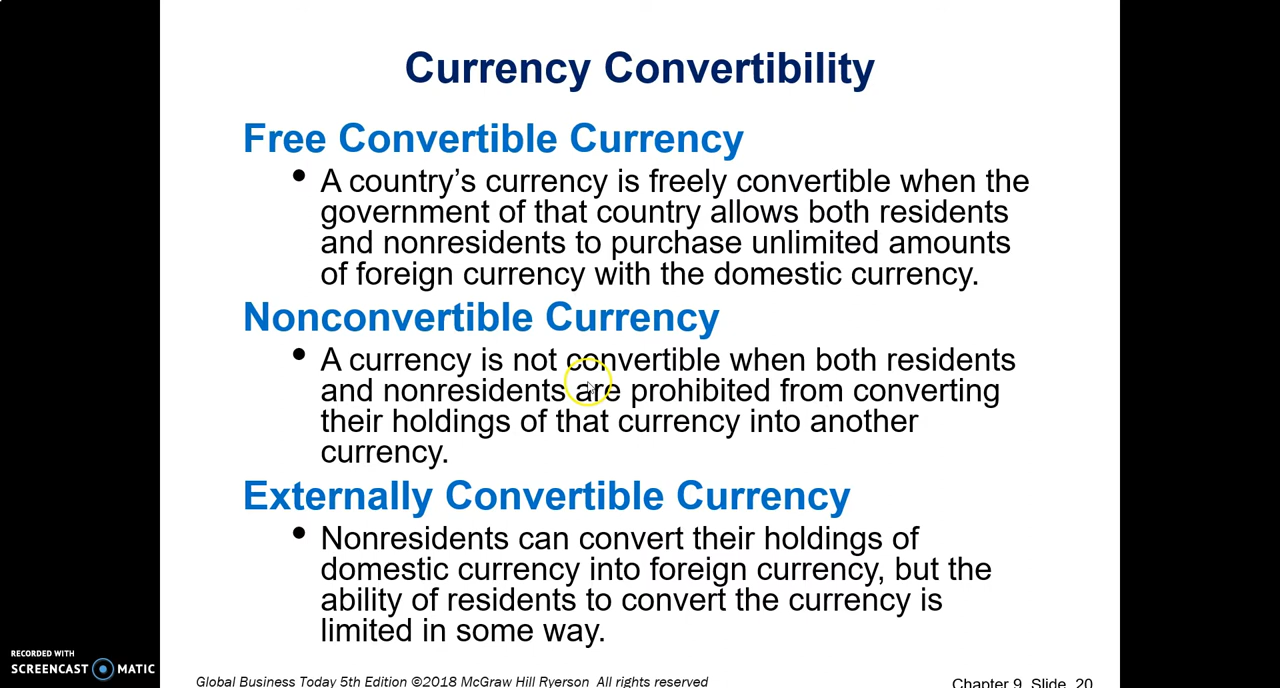 Currency Convertibility
Free Convertible Currency
• A country’s currency is freely convertible when the
government of that country allows both residents
and nonresidents to purchase unlimited amounts
of foreign currency with the domestic currency.
Nonconvertible Currency
• A currency is not convertible when both residents
and nonresidents are prohibited from converting
their holdings of that currency into another
currency.
Externally Convertible Currency
• Nonresidents can convert their holdings of
domestic currency into foreign currency, but the
ability of residents to convert the currency is
limited in some way.
RECORDED WITH
SCREENCAST MATIC
Global Business Today 5th Edition ©2018 McGraw Hill Ryerson All rights reserved
Chapter 9, Slide 20